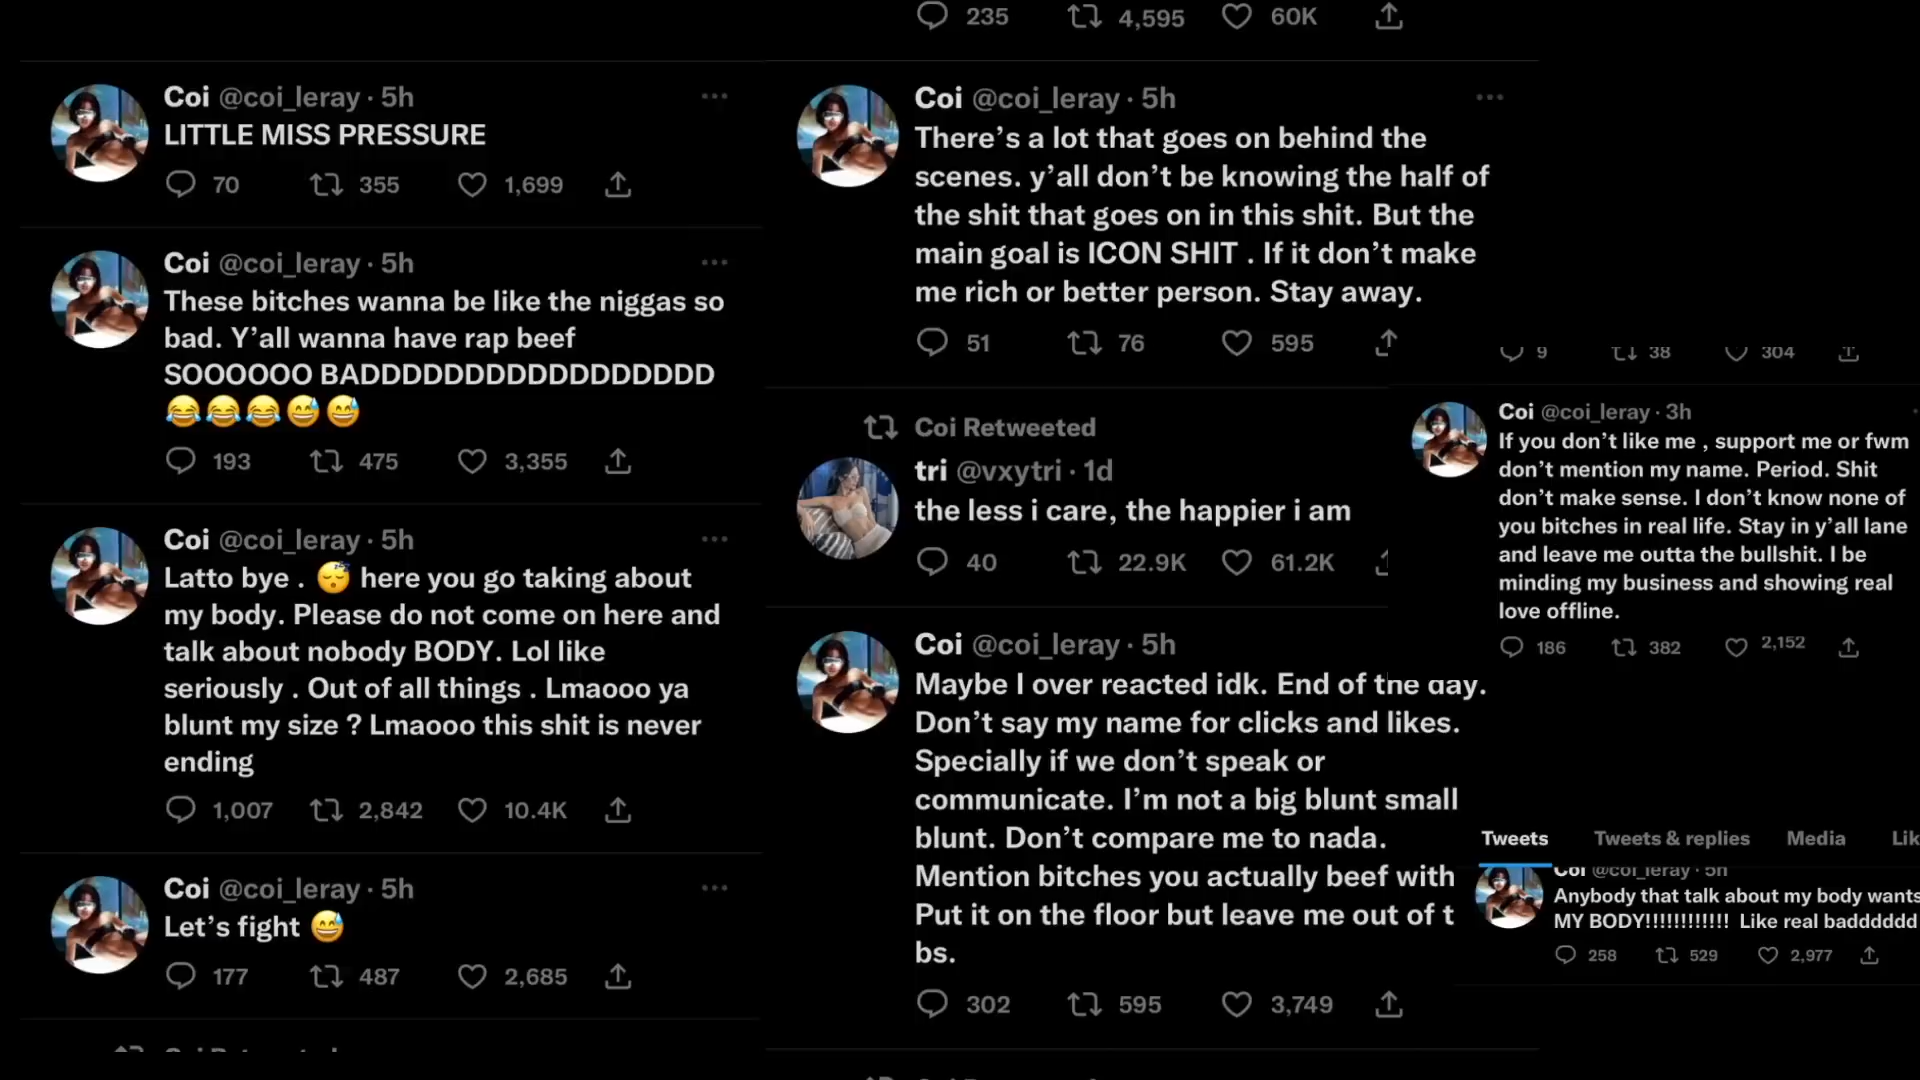 Coi @coi_leray · 5h
LITTLE MISS PRESSURE
70 355 1,699
Coi @coi_leray · 5h
These bitches wanna be like the niggas so
bad. Y’all wanna have rap beef
SOOOOOO BADDDDDDDDDDDDDDDDD
😂😂😂😅😅
193 475 3,355
Coi @coi_leray · 5h
Latto bye . 😴 here you go taking about
my body. Please do not come on here and
talk about nobody BODY. Lol like
seriously . Out of all things . Lmaooo ya
blunt my size ? Lmaooo this shit is never
ending
1,007 2,842 10.4K
Coi @coi_leray · 5h
Let’s fight 😅
177 487 2,685
Coi Retweeted
235 4,595 60K
Coi @coi_leray · 5h
There’s a lot that goes on behind the
scenes. y’all don’t be knowing the half of
the shit that goes on in this shit. But the
main goal is ICON SHIT . If it don’t make
me rich or better person. Stay away.
51 76 595
Coi Retweeted
tri @vxytri · 1d
the less i care, the happier i am
40 22.9K 61.2K
Coi @coi_leray · 5h
Maybe I over reacted idk. End of the day.
Don’t say my name for clicks and likes.
Specially if we don’t speak or
communicate. I’m not a big blunt small
blunt. Don’t compare me to nada.
Mention bitches you actually beef with
Put it on the floor but leave me out of t
bs.
302 595 3,749
9 38 304
Coi @coi_leray · 3h
If you don’t like me , support me or fwm
don’t mention my name. Period. Shit
don’t make sense. I don’t know none of
you bitches in real life. Stay in y’all lane
and leave me outta the bullshit. I be
minding my business and showing real
love offline.
186 382 2,152
Tweets Tweets & replies Media Lik
Coi @coi_leray · 5h
Anybody that talk about my body wants
MY BODY!!!!!!!!!!!! Like real badddddd
258 529 2,977